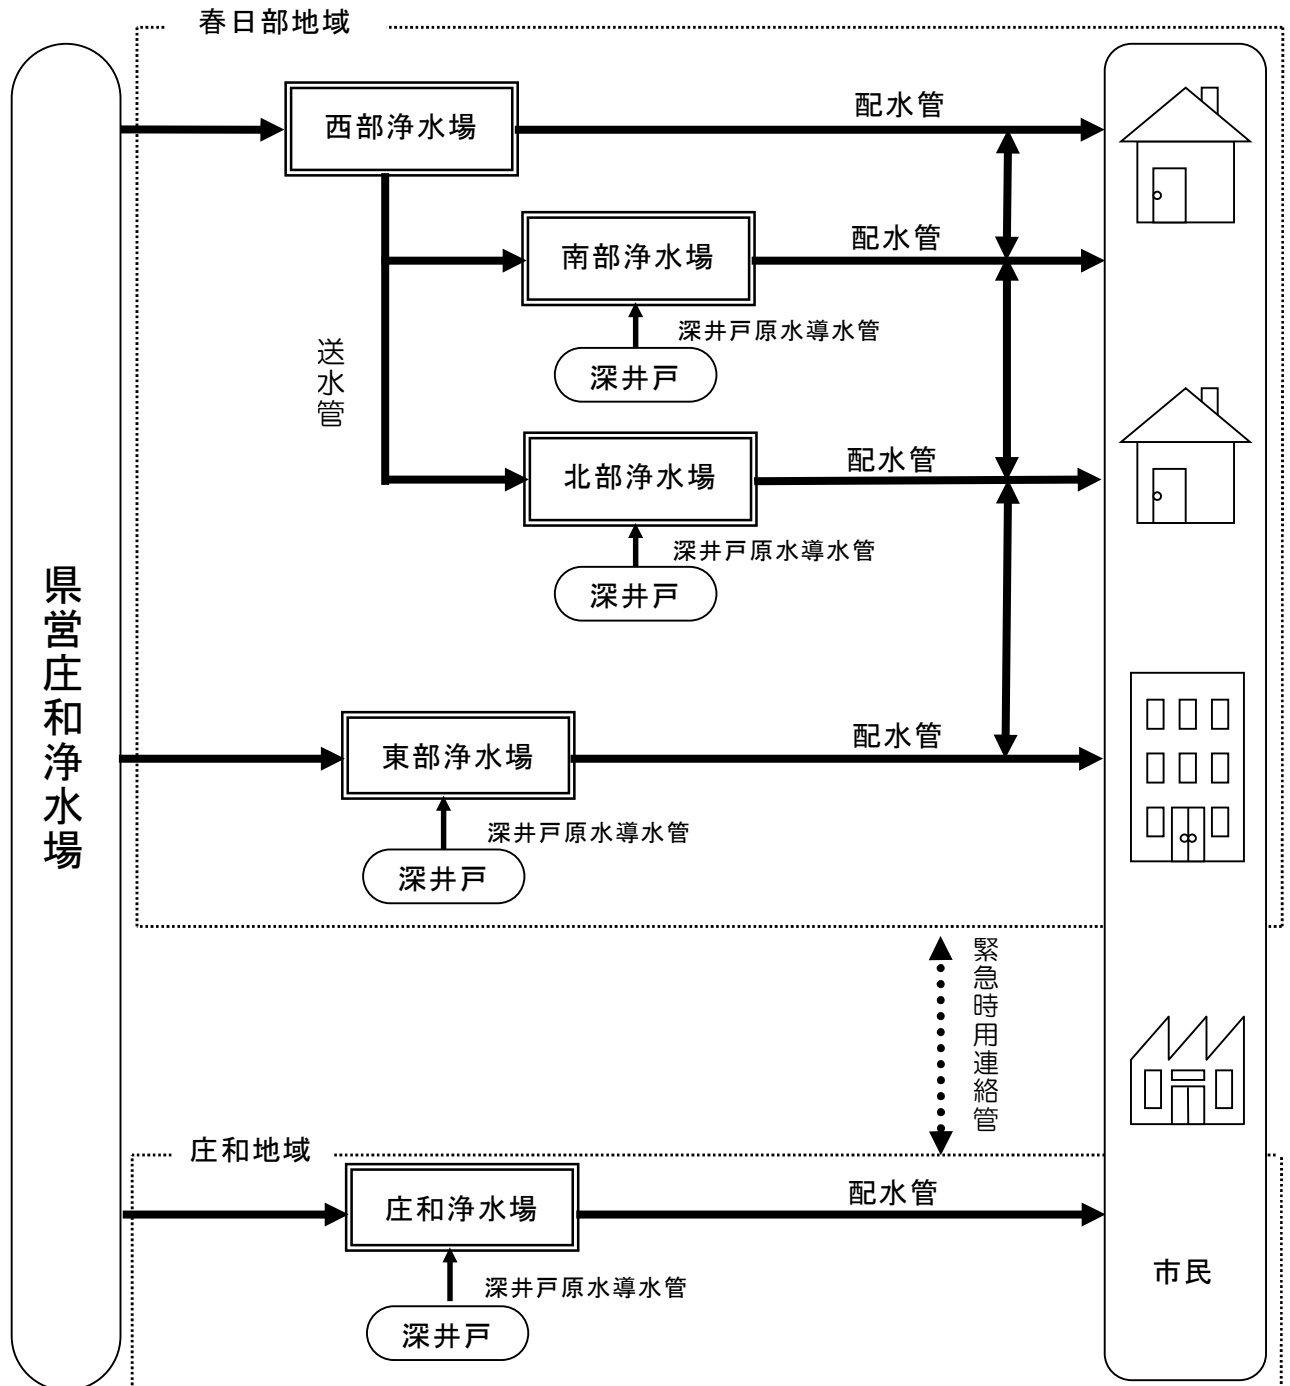 春日部地域
西部浄水場
配水管
南部浄水場
配水管
深井戸原水導水管
深井戸
送水管
北部浄水場
配水管
深井戸原水導水管
深井戸
県営庄和浄水場
東部浄水場
配水管
深井戸原水導水管
深井戸
緊急時用連絡管
庄和地域
庄和浄水場
配水管
深井戸原水導水管
深井戸
市民